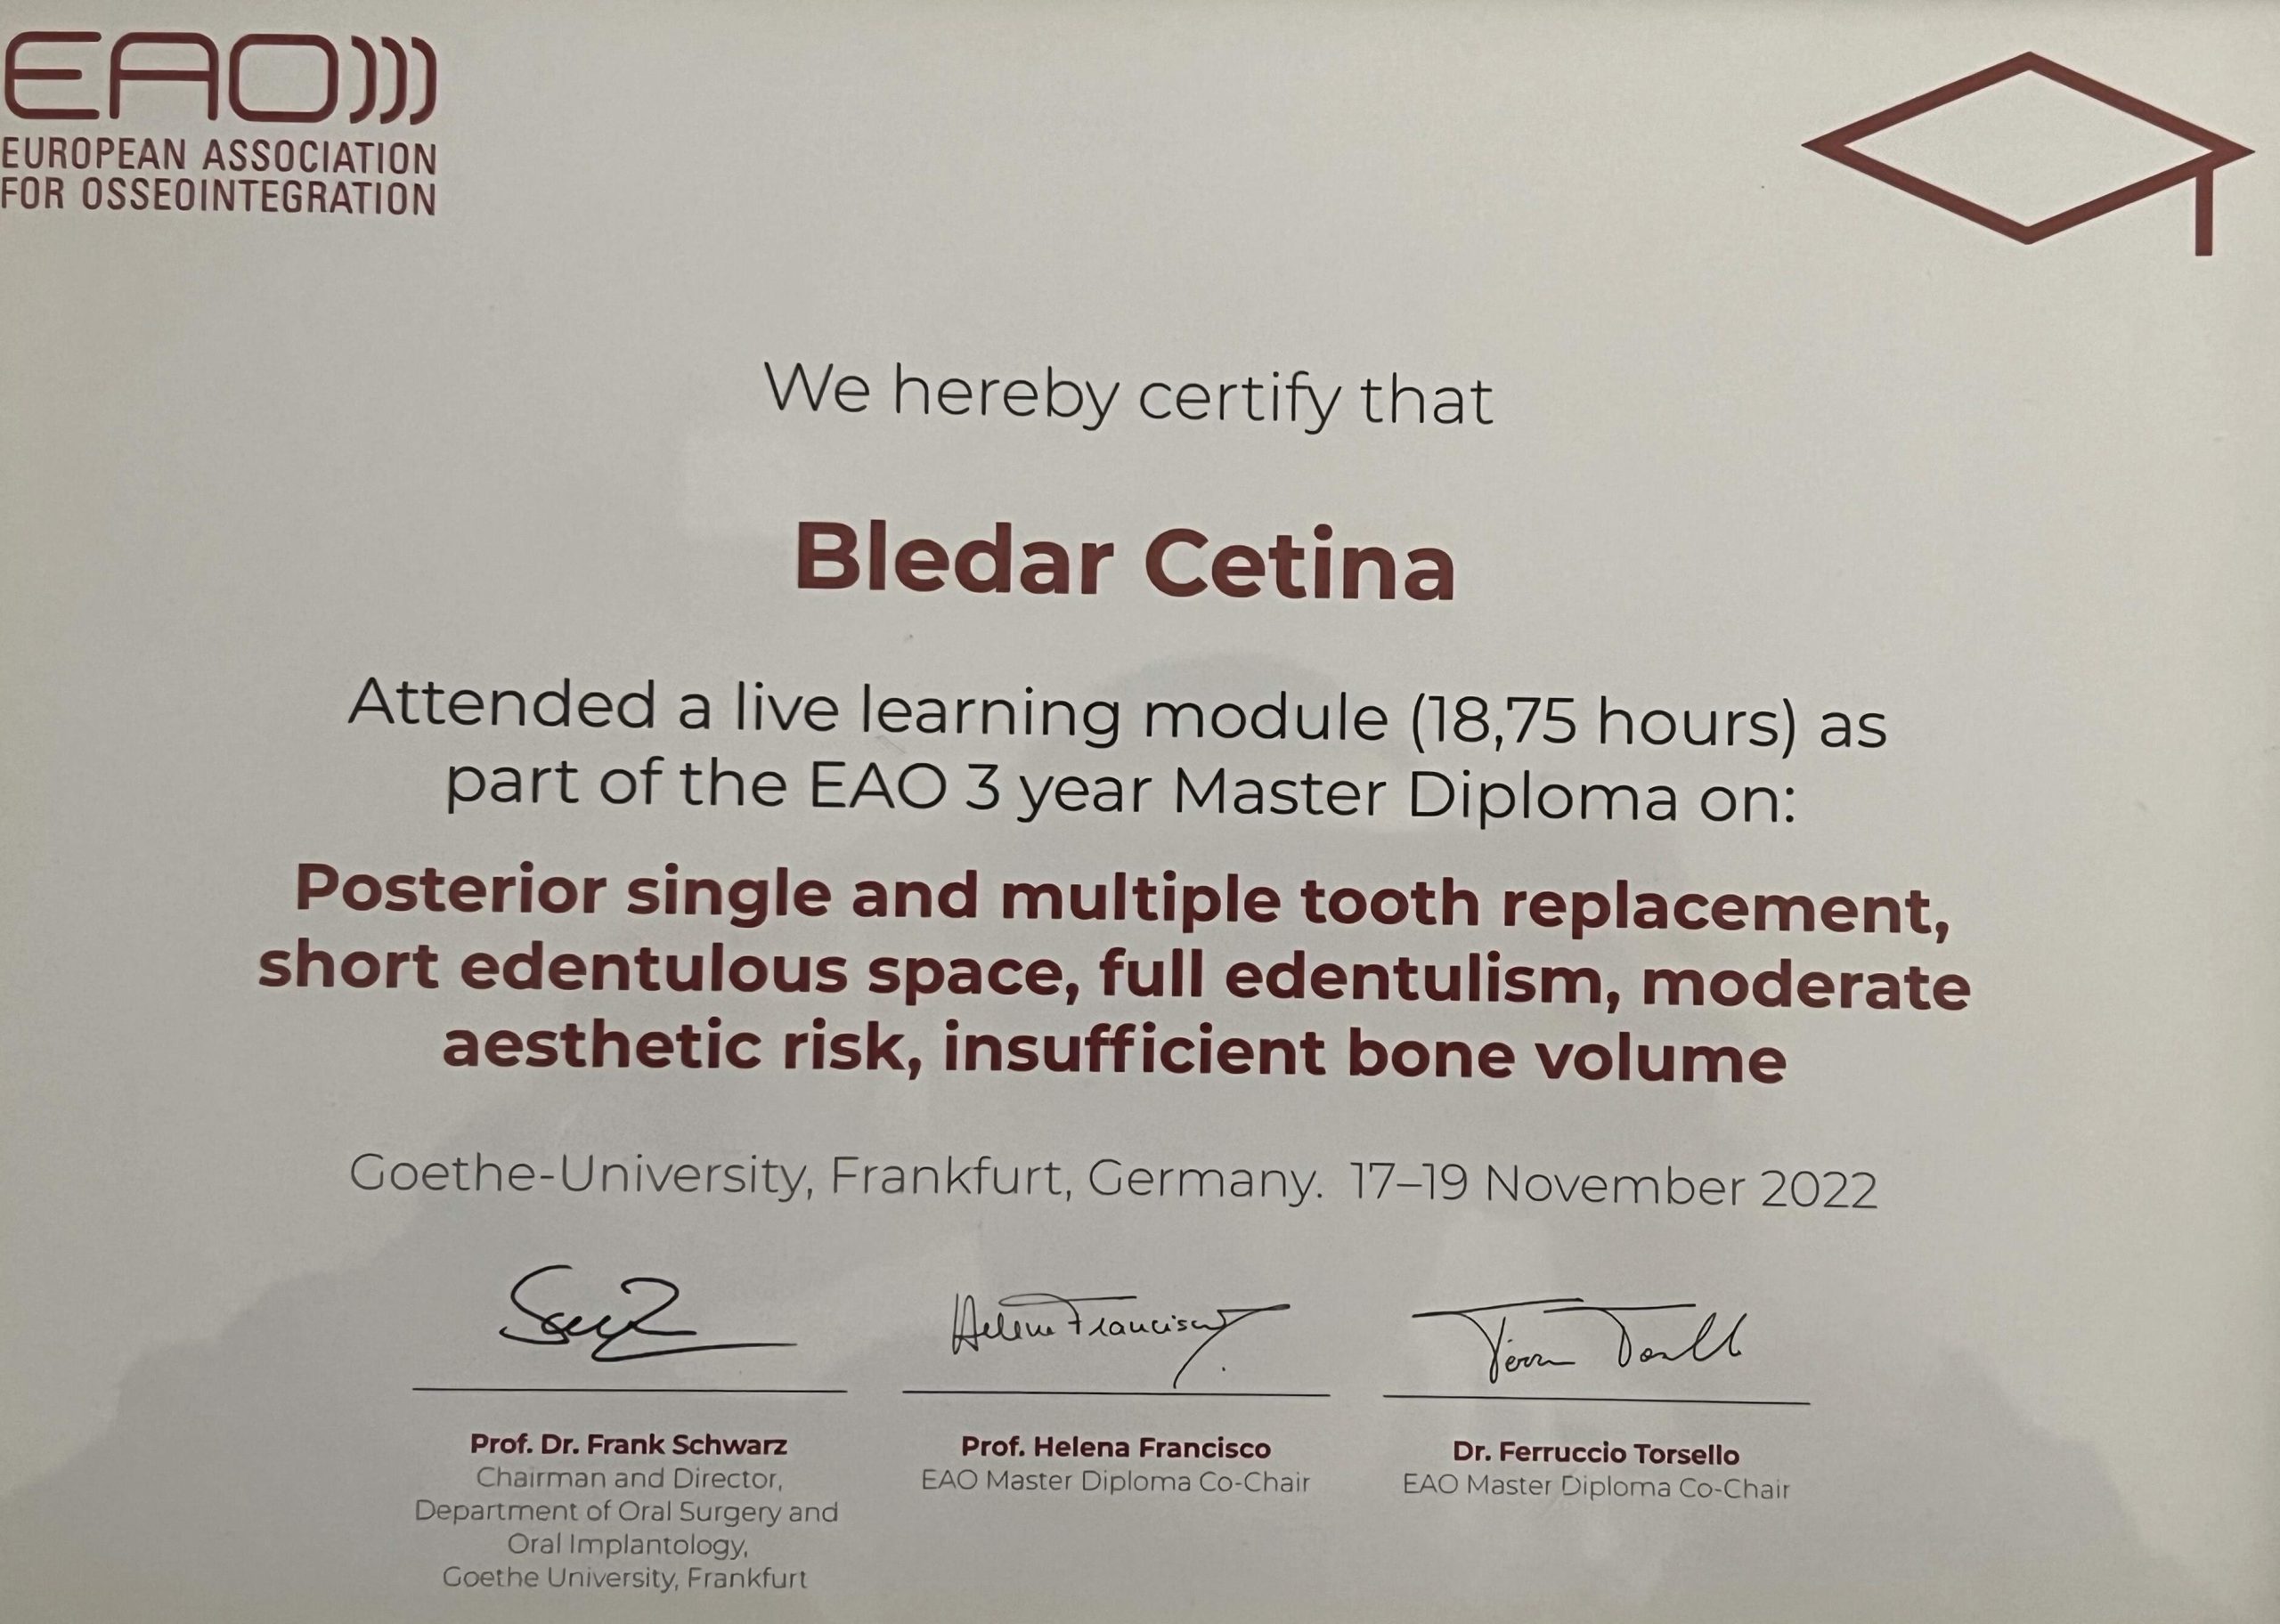 EAO)))
EUROPEAN ASSOCIATION
FOR OSSEOINTEGRATION
We hereby certify that
Bledar Cetina
Attended a live learning module (18,75 hours) as
part of the EAO 3 year Master Diploma on:
Posterior single and multiple tooth replacement,
short edentulous space, full edentulism, moderate
aesthetic risk, insufficient bone volume
Goethe-University, Frankfurt, Germany. 17–19 November 2022
Helena Francisco
Prof. Dr. Frank Schwarz
Chairman and Director,
Department of Oral Surgery and
Oral Implantology,
Goethe University, Frankfurt
Prof. Helena Francisco
EAO Master Diploma Co-Chair
Dr. Ferruccio Torsello
EAO Master Diploma Co-Chair